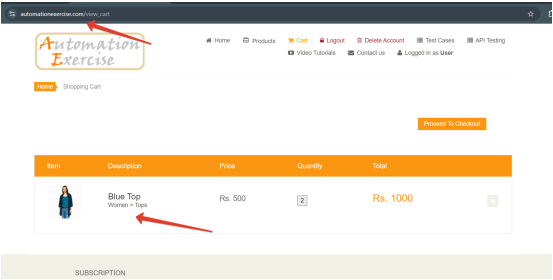 automationexercise.com/view_cart
Automation
Exercise
Home Products Cart Logout Delete Account Test Cases API Testing
Video Tutorials Contact us Logged in as User
Home Shopping Cart
Proceed To Checkout
Item Description Price Quantity Total
Blue Top
Women > Tops
Rs. 500 2 Rs. 1000
SUBSCRIPTION